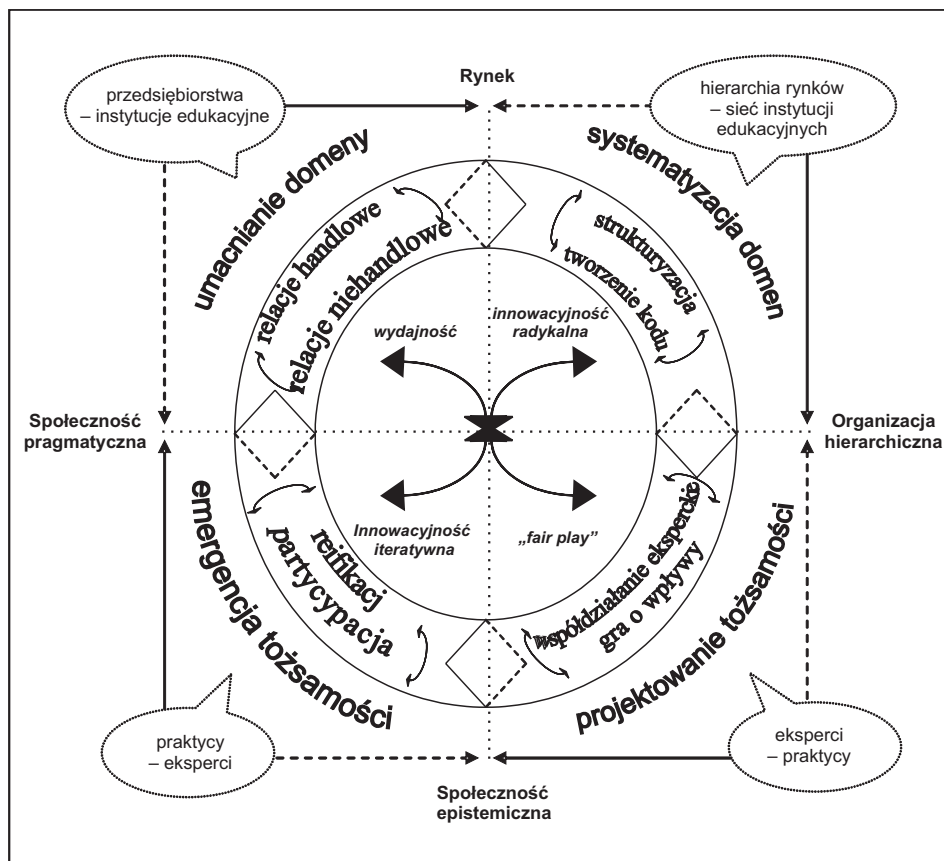 Rynek
przedsiębiorstwa
– instytucje edukacyjne
hierarchia rynków
– sieć instytucji
edukacyjnych
umacnianie domeny
systematyzacja domen
relacje handlowe
relacje niehandlowe
strukturyzacja
tworzenie kodu
wydajność
innowacyjność
radykalna
Społeczność
pragmatyczna
Organizacja
hierarchiczna
Innowacyjność
iteratywna
„fair play”
reifikacj
partycypacja
współdziałanie eksperckie
gra o wpływy
emergencja tożsamości
projektowanie tożsamości
praktycy
– eksperci
eksperci
– praktycy
Społeczność
epistemiczna